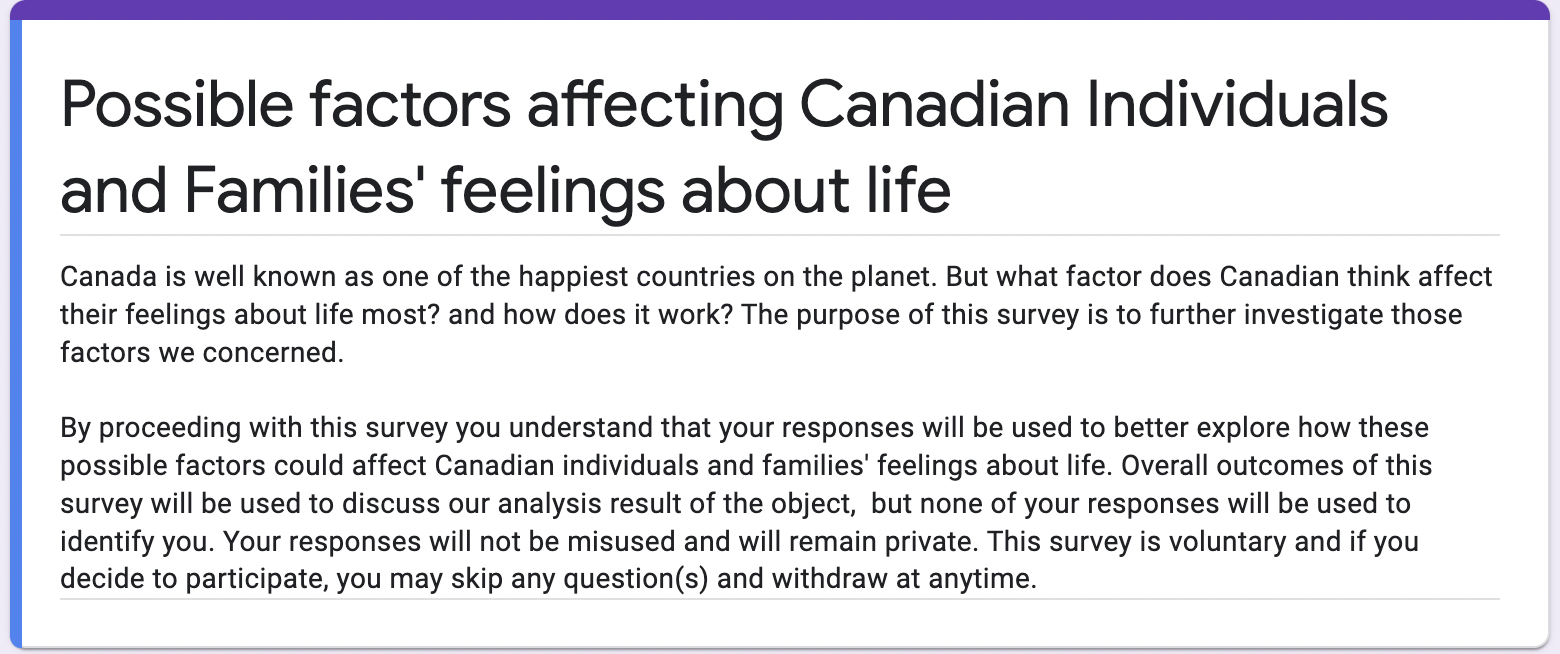 Possible factors affecting Canadian Individuals
and Families' feelings about life
Canada is well known as one of the happiest countries on the planet. But what factor does Canadian think affect
their feelings about life most? and how does it work? The purpose of this survey is to further investigate those
factors we concerned.
By proceeding with this survey you understand that your responses will be used to better explore how these
possible factors could affect Canadian individuals and families' feelings about life. Overall outcomes of this
survey will be used to discuss our analysis result of the object,  but none of your responses will be used to
identify you. Your responses will not be misused and will remain private. This survey is voluntary and if you
decide to participate, you may skip any question(s) and withdraw at anytime.